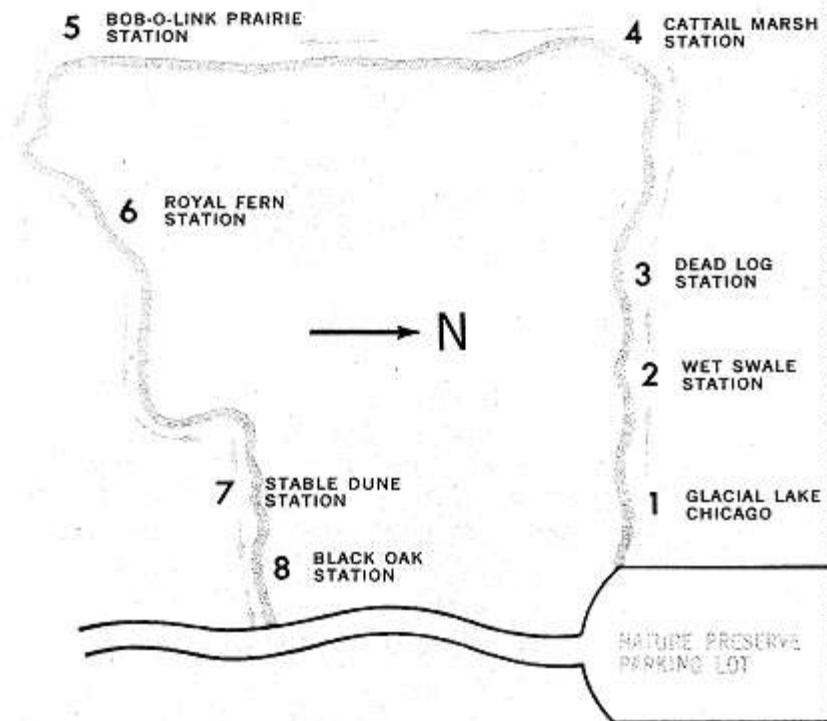 5 BOB-O-LINK PRAIRIE
STATION
4 CATTAIL MARSH
STATION
6 ROYAL FERN
STATION
3 DEAD LOG
STATION
N
2 WET SWALE
STATION
7 STABLE DUNE
STATION
1 GLACIAL LAKE
CHICAGO
8 BLACK OAK
STATION
NATURE PRESERVE
PARKING LOT